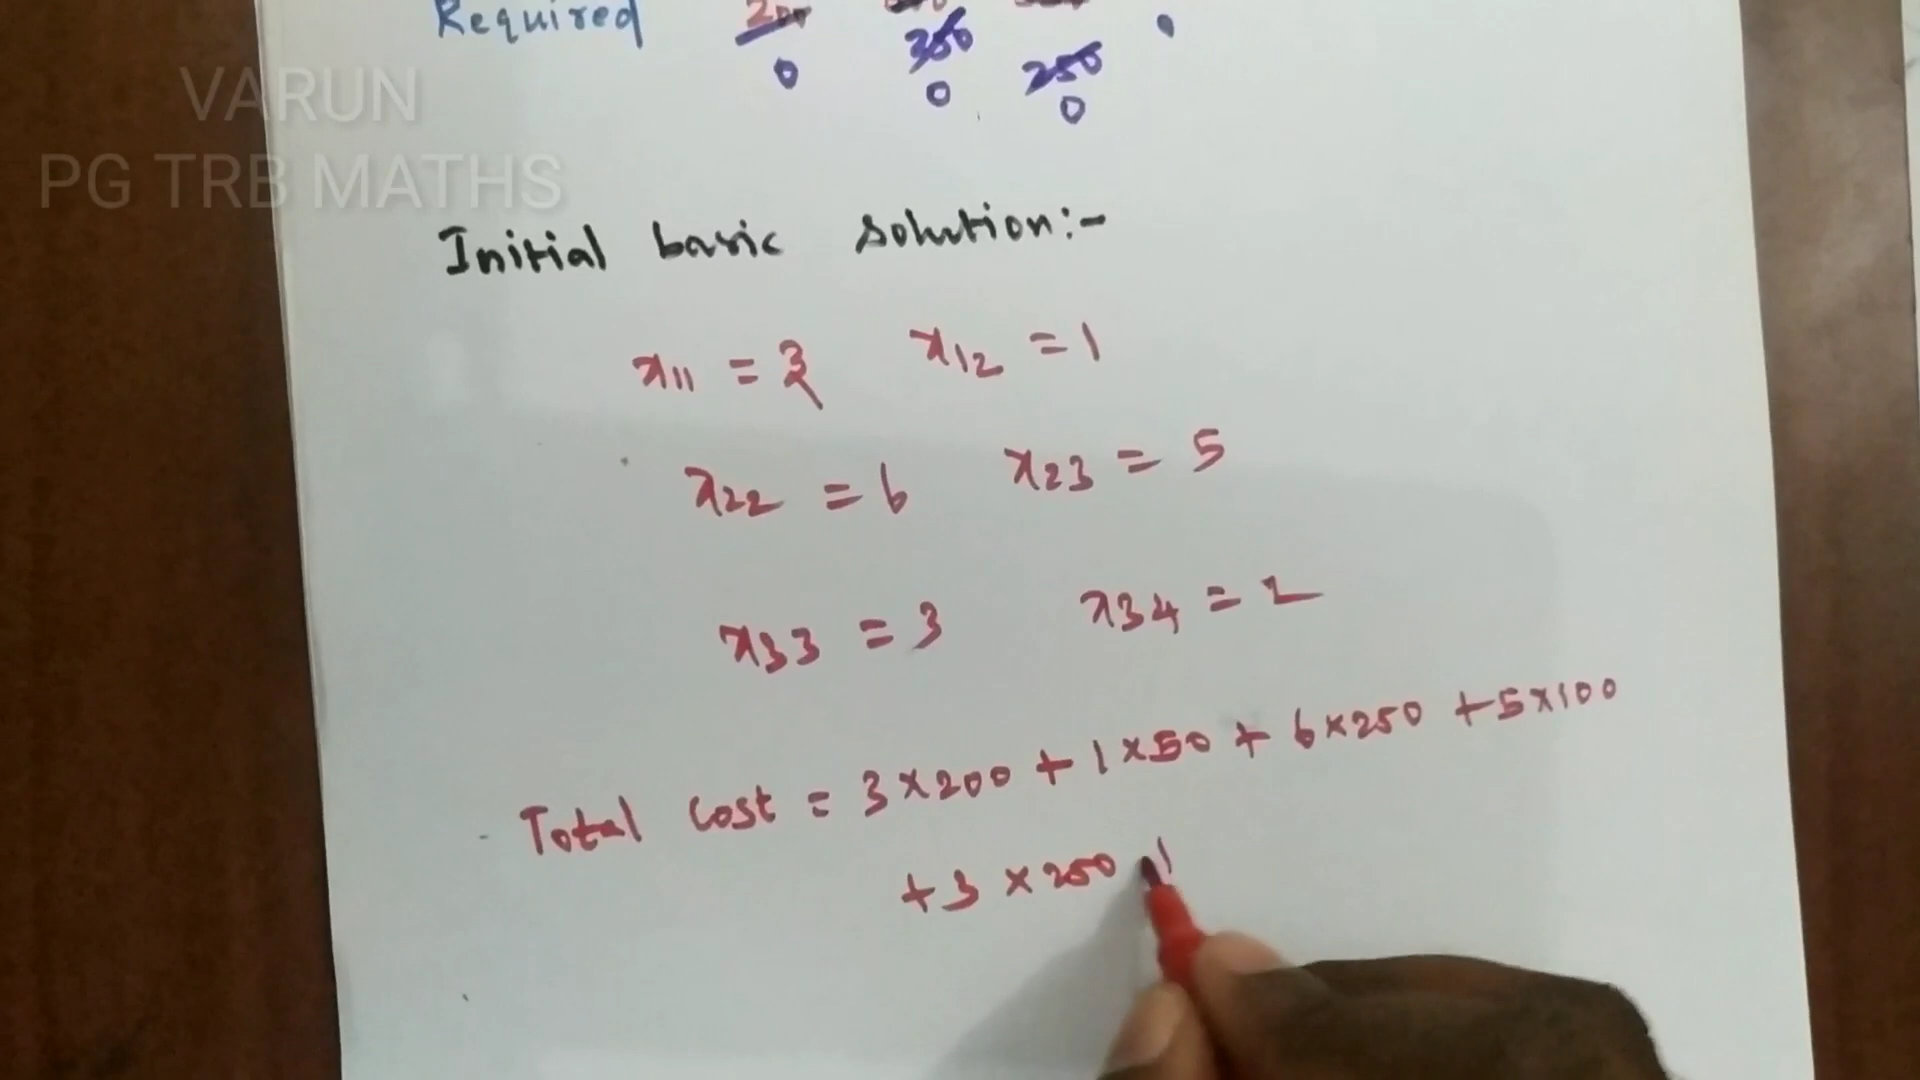 Required 200
350
250
0 0 0
VARUN
PG TRB MATHS
Initial basic solution:-
x11 = 3 x12 = 1
x22 = 6 x23 = 5
x33 = 3 x34 = 2
Total cost = 3×200 + 1×50 + 6×250 + 5×100
+3 × 250